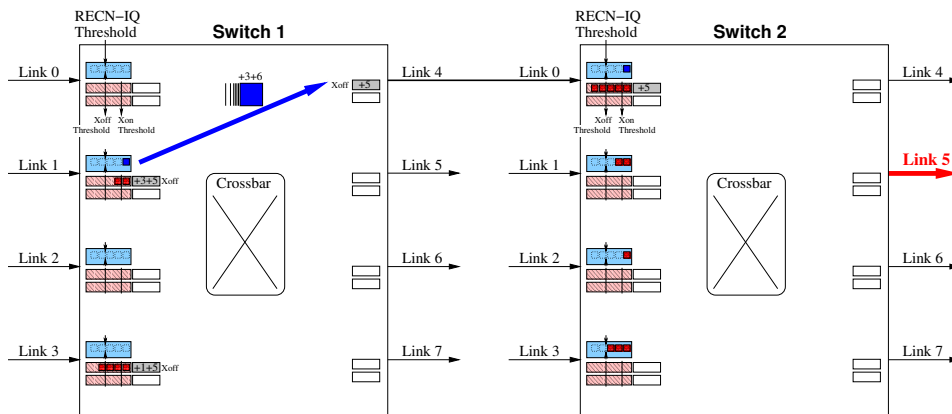 RECN-IQ
Threshold
Switch 1
RECN-IQ
Threshold
Switch 2
Link 0
+3+6
Xoff
+5
Link 4
Link 0
+5
Link 4
Xoff
Threshold
Xon
Threshold
Xoff
Threshold
Xon
Threshold
Link 1
+3+5
Xoff
Crossbar
Link 5
Link 1
Crossbar
Link 5
Link 2
Link 6
Link 2
Link 6
Link 3
+1+5
Xoff
Link 7
Link 3
Link 7